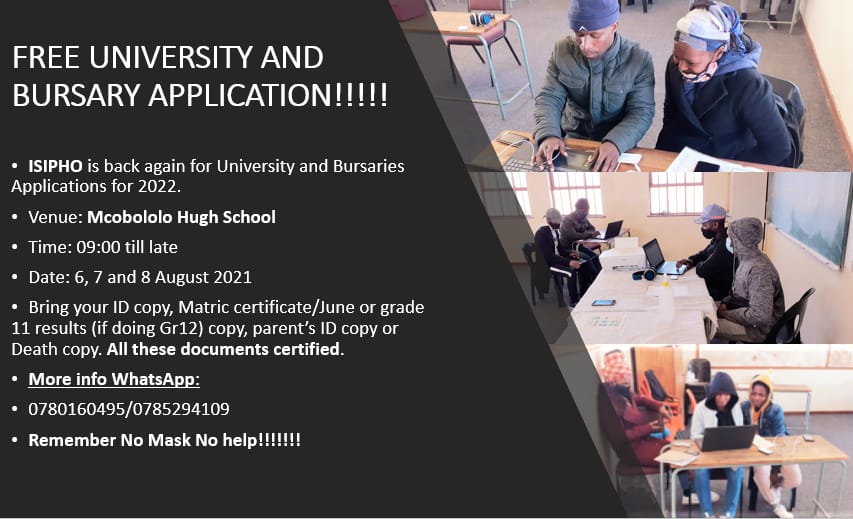 FREE UNIVERSITY AND
BURSARY APPLICATION!!!!!
• ISIPHO is back again for University and Bursaries
Applications for 2022.
• Venue: Mcobololo Hugh School
• Time: 09:00 till late
• Date: 6, 7 and 8 August 2021
• Bring your ID copy, Matric certificate/June or grade
11 results (if doing Gr12) copy, parent’s ID copy or
Death copy. All these documents certified.
• More info WhatsApp:
• 0780160495/0785294109
• Remember No Mask No help!!!!!!!